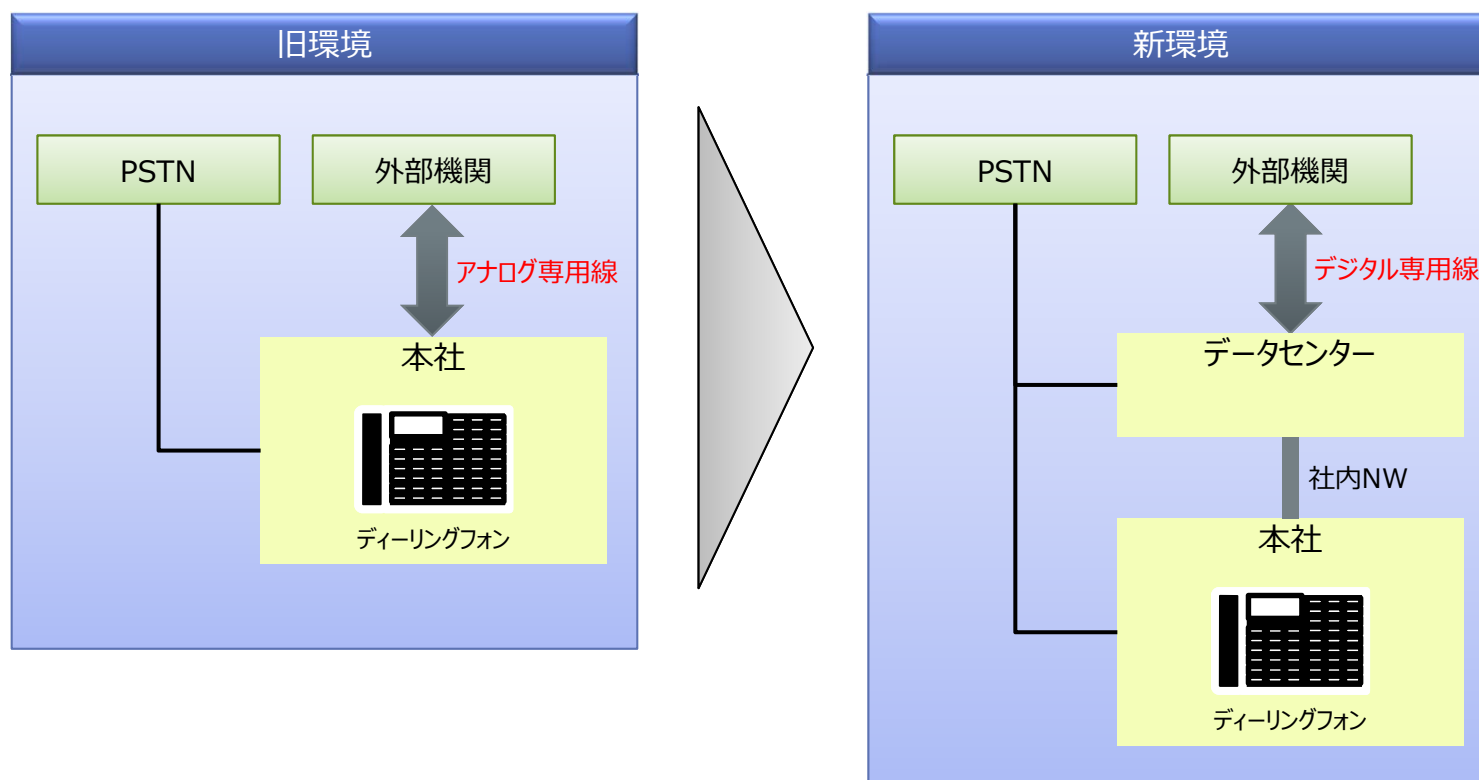 旧環境
PSTN
外部機関
アナログ専用線
本社
ディーリングフォン
新環境
PSTN
外部機関
デジタル専用線
データセンター
社内NW
本社
ディーリングフォン